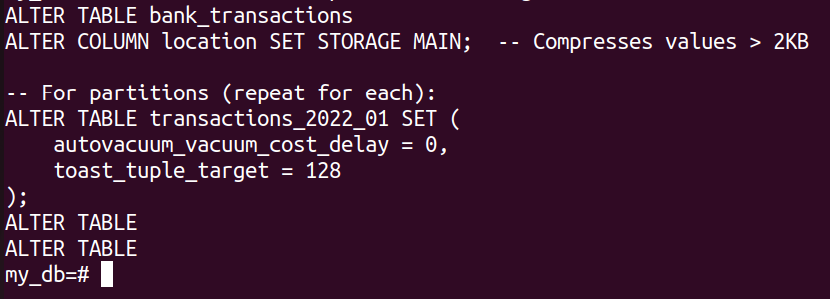 ALTER TABLE bank_transactions
ALTER COLUMN location SET STORAGE MAIN;  -- Compresses values > 2KB

-- For partitions (repeat for each):
ALTER TABLE transactions_2022_01 SET (
    autovacuum_vacuum_cost_delay = 0,
    toast_tuple_target = 128
);
ALTER TABLE
ALTER TABLE
my_db=#